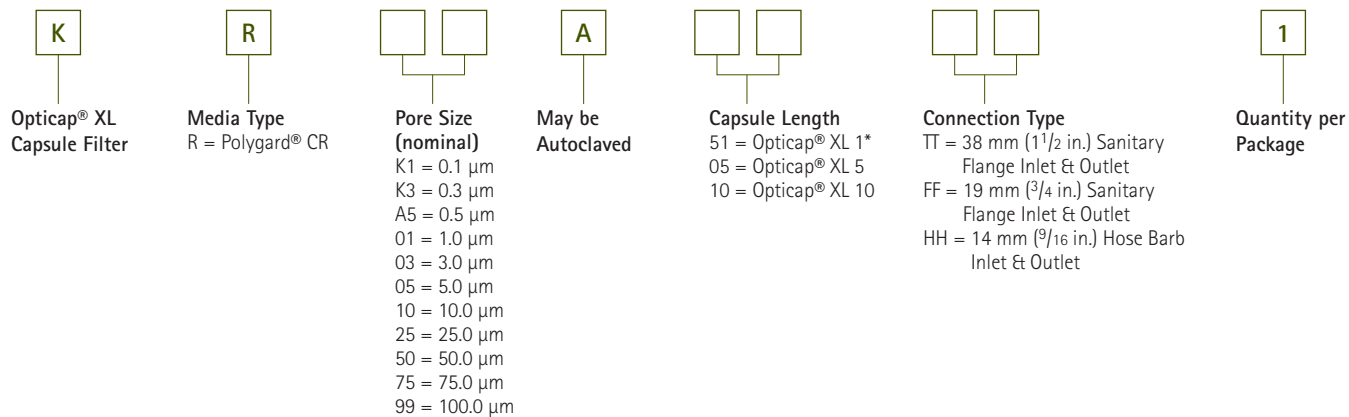 K
R
A
1
Opticap® XL
Capsule Filter
Media Type
R = Polygard® CR
Pore Size
(nominal)
K1 = 0.1 µm
K3 = 0.3 µm
A5 = 0.5 µm
01 = 1.0 µm
03 = 3.0 µm
05 = 5.0 µm
10 = 10.0 µm
25 = 25.0 µm
50 = 50.0 µm
75 = 75.0 µm
99 = 100.0 µm
May be
Autoclaved
Capsule Length
51 = Opticap® XL 1*
05 = Opticap® XL 5
10 = Opticap® XL 10
Connection Type
TT = 38 mm (1 1/2 in.) Sanitary
Flange Inlet & Outlet
FF = 19 mm (3/4 in.) Sanitary
Flange Inlet & Outlet
HH = 14 mm (9/16 in.) Hose Barb
Inlet & Outlet
Quantity per
Package